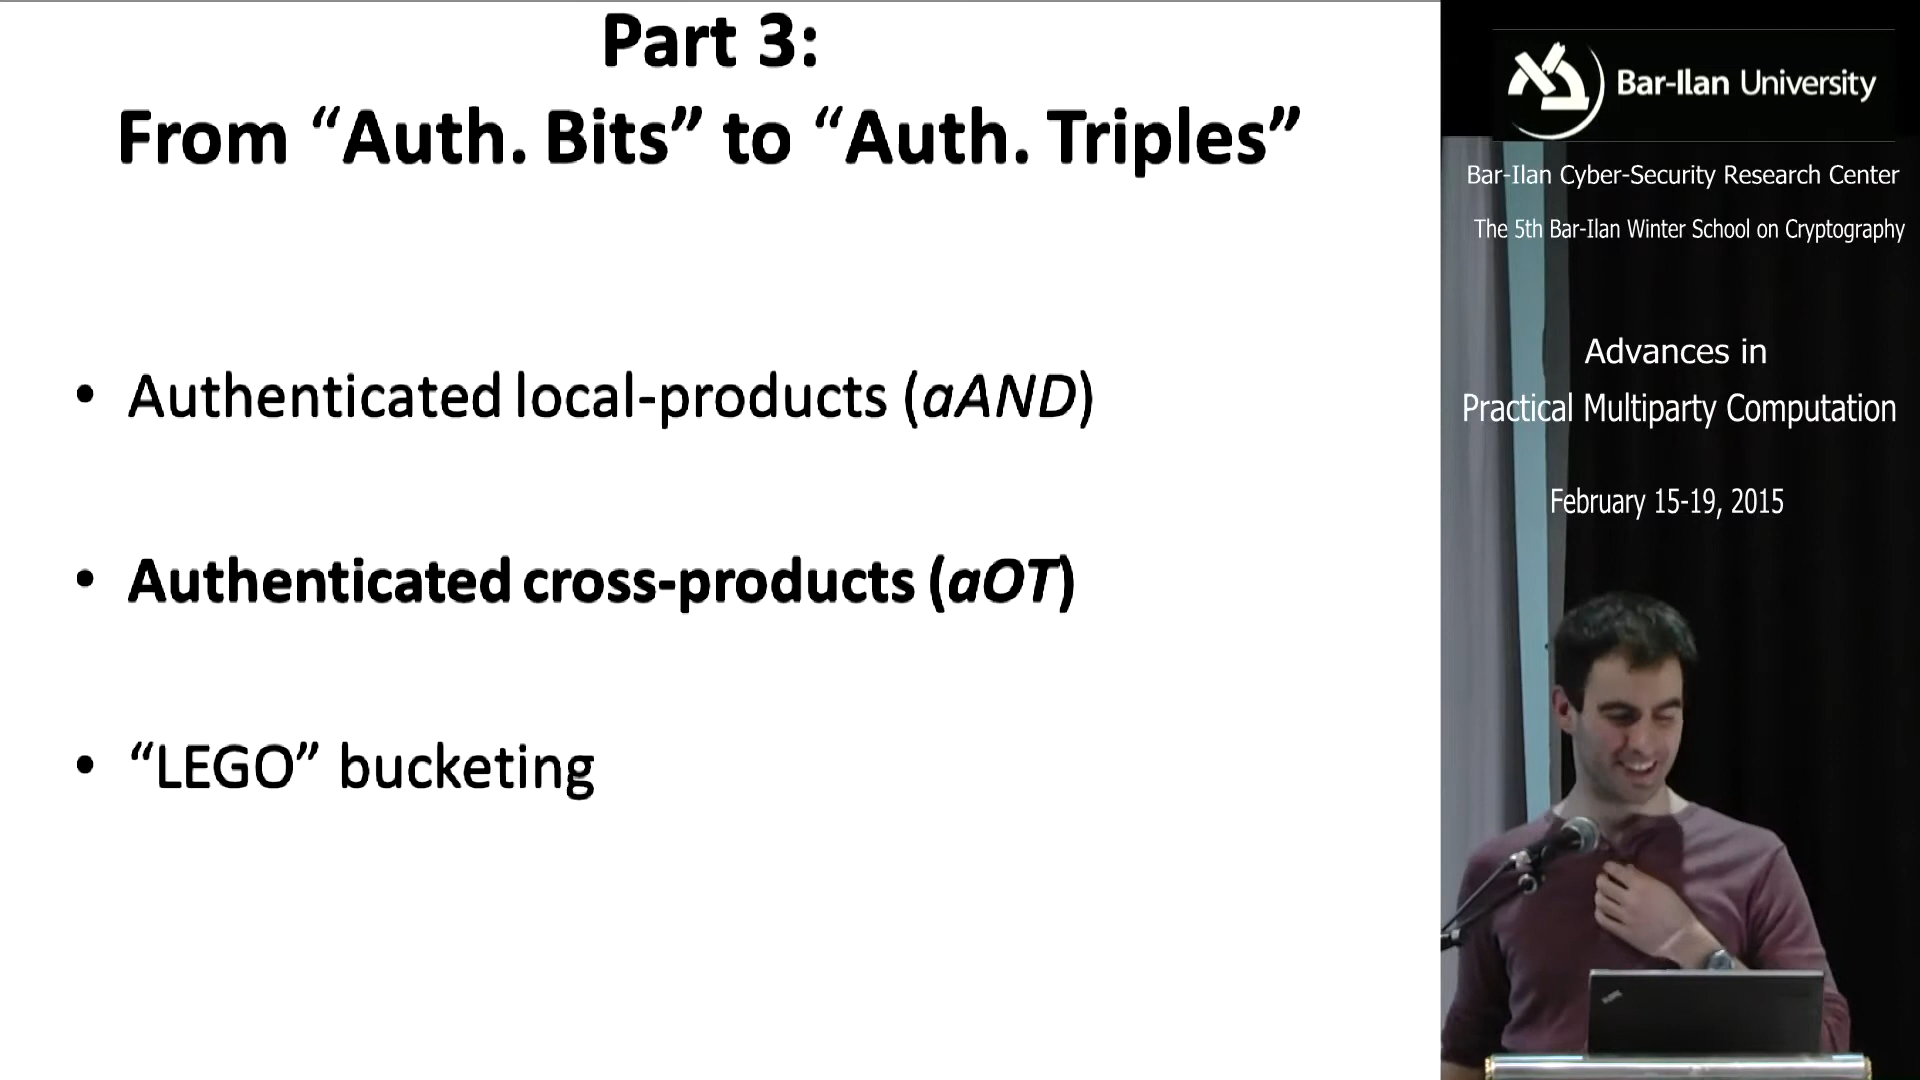 Part 3:
From “Auth. Bits” to “Auth. Triples”
• Authenticated local-products (aAND)
• Authenticated cross-products (aOT)
• “LEGO” bucketing
Bar-Ilan University
Bar-Ilan Cyber-Security Research Center
The 5th Bar-Ilan Winter School on Cryptography
Advances in
Practical Multiparty Computation
February 15-19, 2015